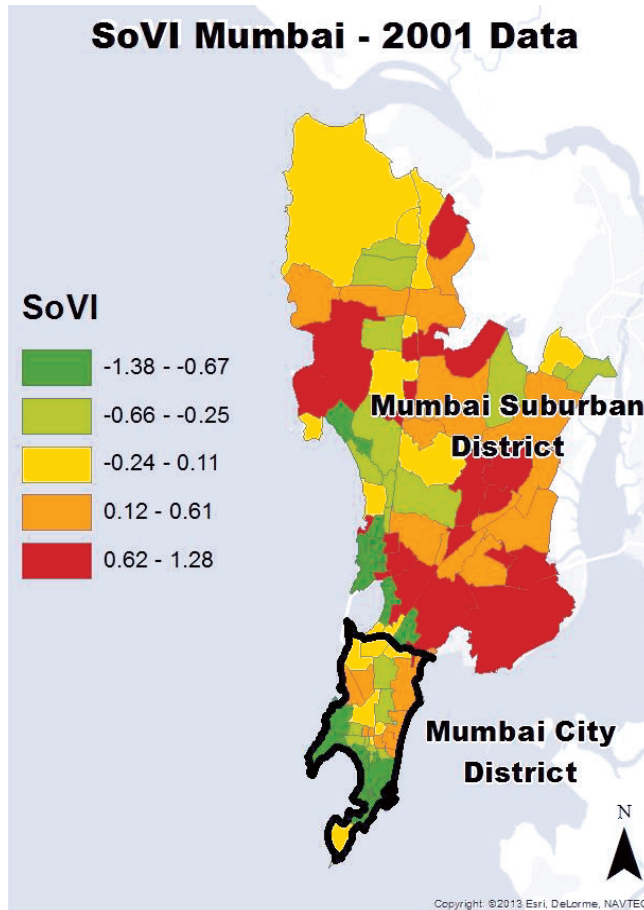 SoVI Mumbai - 2001 Data
SoVI
-1.38 - -0.67
-0.66 - -0.25
-0.24 - 0.11
0.12 - 0.61
0.62 - 1.28
Mumbai Suburban
District
Mumbai City
District
N
Copyright: ©2013 Esri, DeLorme, NAVTEQ